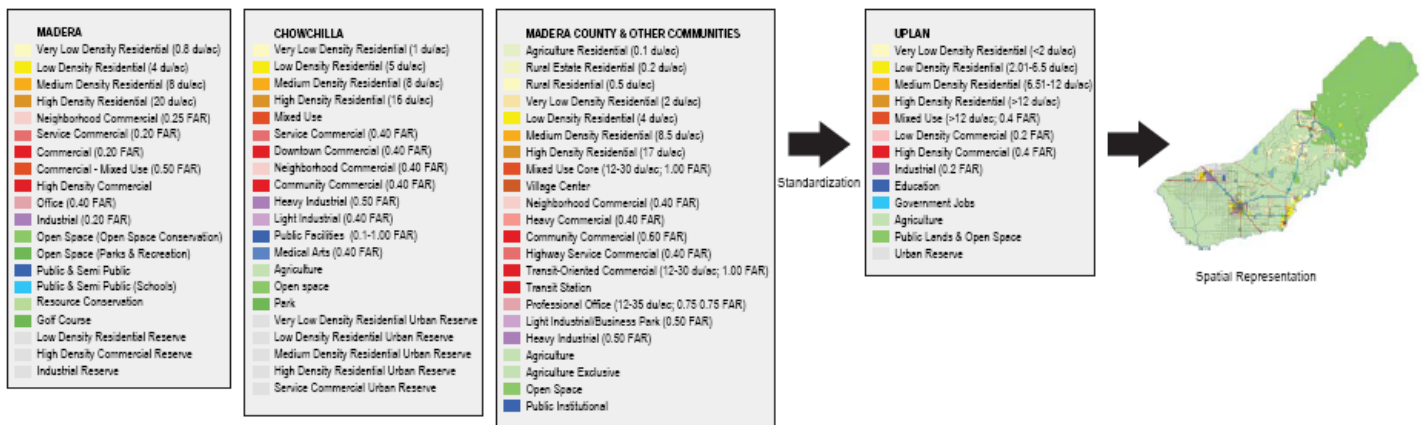 MADERA
Very Low Density Residential (0.8 du/ac)
Low Density Residential (4 du/ac)
Medium Density Residential (8 du/ac)
High Density Residential (20 du/ac)
Neighborhood Commercial (0.25 FAR)
Service Commercial (0.20 FAR)
Commercial (0.20 FAR)
Commercial - Mixed Use (0.50 FAR)
High Density Commercial
Office (0.40 FAR)
Industrial (0.20 FAR)
Open Space (Open Space Conservation)
Open Space (Parks & Recreation)
Public & Semi Public
Public & Semi Public (Schools)
Resource Conservation
Golf Course
Low Density Residential Reserve
High Density Commercial Reserve
Industrial Reserve
CHOWCHILLA
Very Low Density Residential (1 du/ac)
Low Density Residential (5 du/ac)
Medium Density Residential (8 du/ac)
High Density Residential (16 du/ac)
Mixed Use
Service Commercial (0.40 FAR)
Downtown Commercial (0.40 FAR)
Neighborhood Commercial (0.40 FAR)
Community Commercial (0.40 FAR)
Heavy Industrial (0.50 FAR)
Light Industrial (0.40 FAR)
Public Facilities (0.1-1.00 FAR)
Medical Arts (0.40 FAR)
Agriculture
Open space
Park
Very Low Density Residential Urban Reserve
Low Density Residential Urban Reserve
Medium Density Residential Urban Reserve
High Density Residential Urban Reserve
Service Commercial Urban Reserve
MADERA COUNTY & OTHER COMMUNITIES
Agriculture Residential (0.1 du/ac)
Rural Estate Residential (0.2 du/ac)
Rural Residential (0.5 du/ac)
Very Low Density Residential (2 du/ac)
Low Density Residential (4 du/ac)
Medium Density Residential (8.5 du/ac)
High Density Residential (17 du/ac)
Mixed Use Core (12-30 du/ac; 1.00 FAR)
Village Center
Neighborhood Commercial (0.40 FAR)
Heavy Commercial (0.40 FAR)
Community Commercial (0.60 FAR)
Highway Service Commercial (0.40 FAR)
Transit-Oriented Commercial (12-30 du/ac; 1.00 FAR)
Transit Station
Professional Office (12-35 du/ac; 0.75 0.75 FAR)
Light Industrial/Business Park (0.50 FAR)
Heavy Industrial (0.50 FAR)
Agriculture
Agriculture Exclusive
Open Space
Public Institutional
Standardization
UPLAN
Very Low Density Residential (<2 du/ac)
Low Density Residential (2.01-6.5 du/ac)
Medium Density Residential (6.51-12 du/ac)
High Density Residential (>12 du/ac)
Mixed Use (>12 du/ac; 0.4 FAR)
Low Density Commercial (0.2 FAR)
High Density Commercial (0.4 FAR)
Industrial (0.2 FAR)
Education
Government Jobs
Agriculture
Public Lands & Open Space
Urban Reserve
Spatial Representation